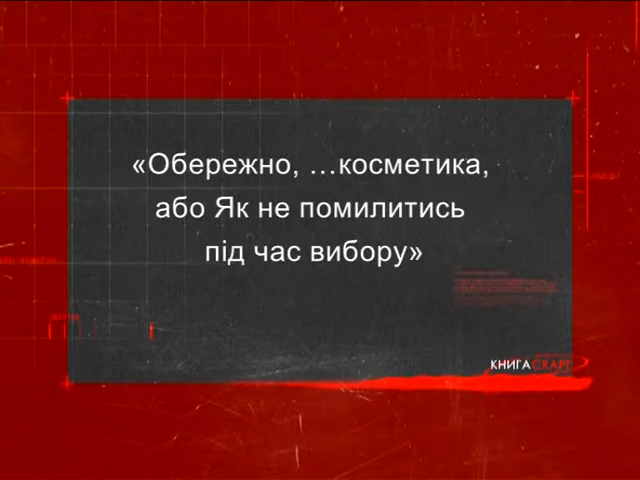 «Обережно, …косметика,
або Як не помилитись
під час вибору»
КНИГАСКАРГ